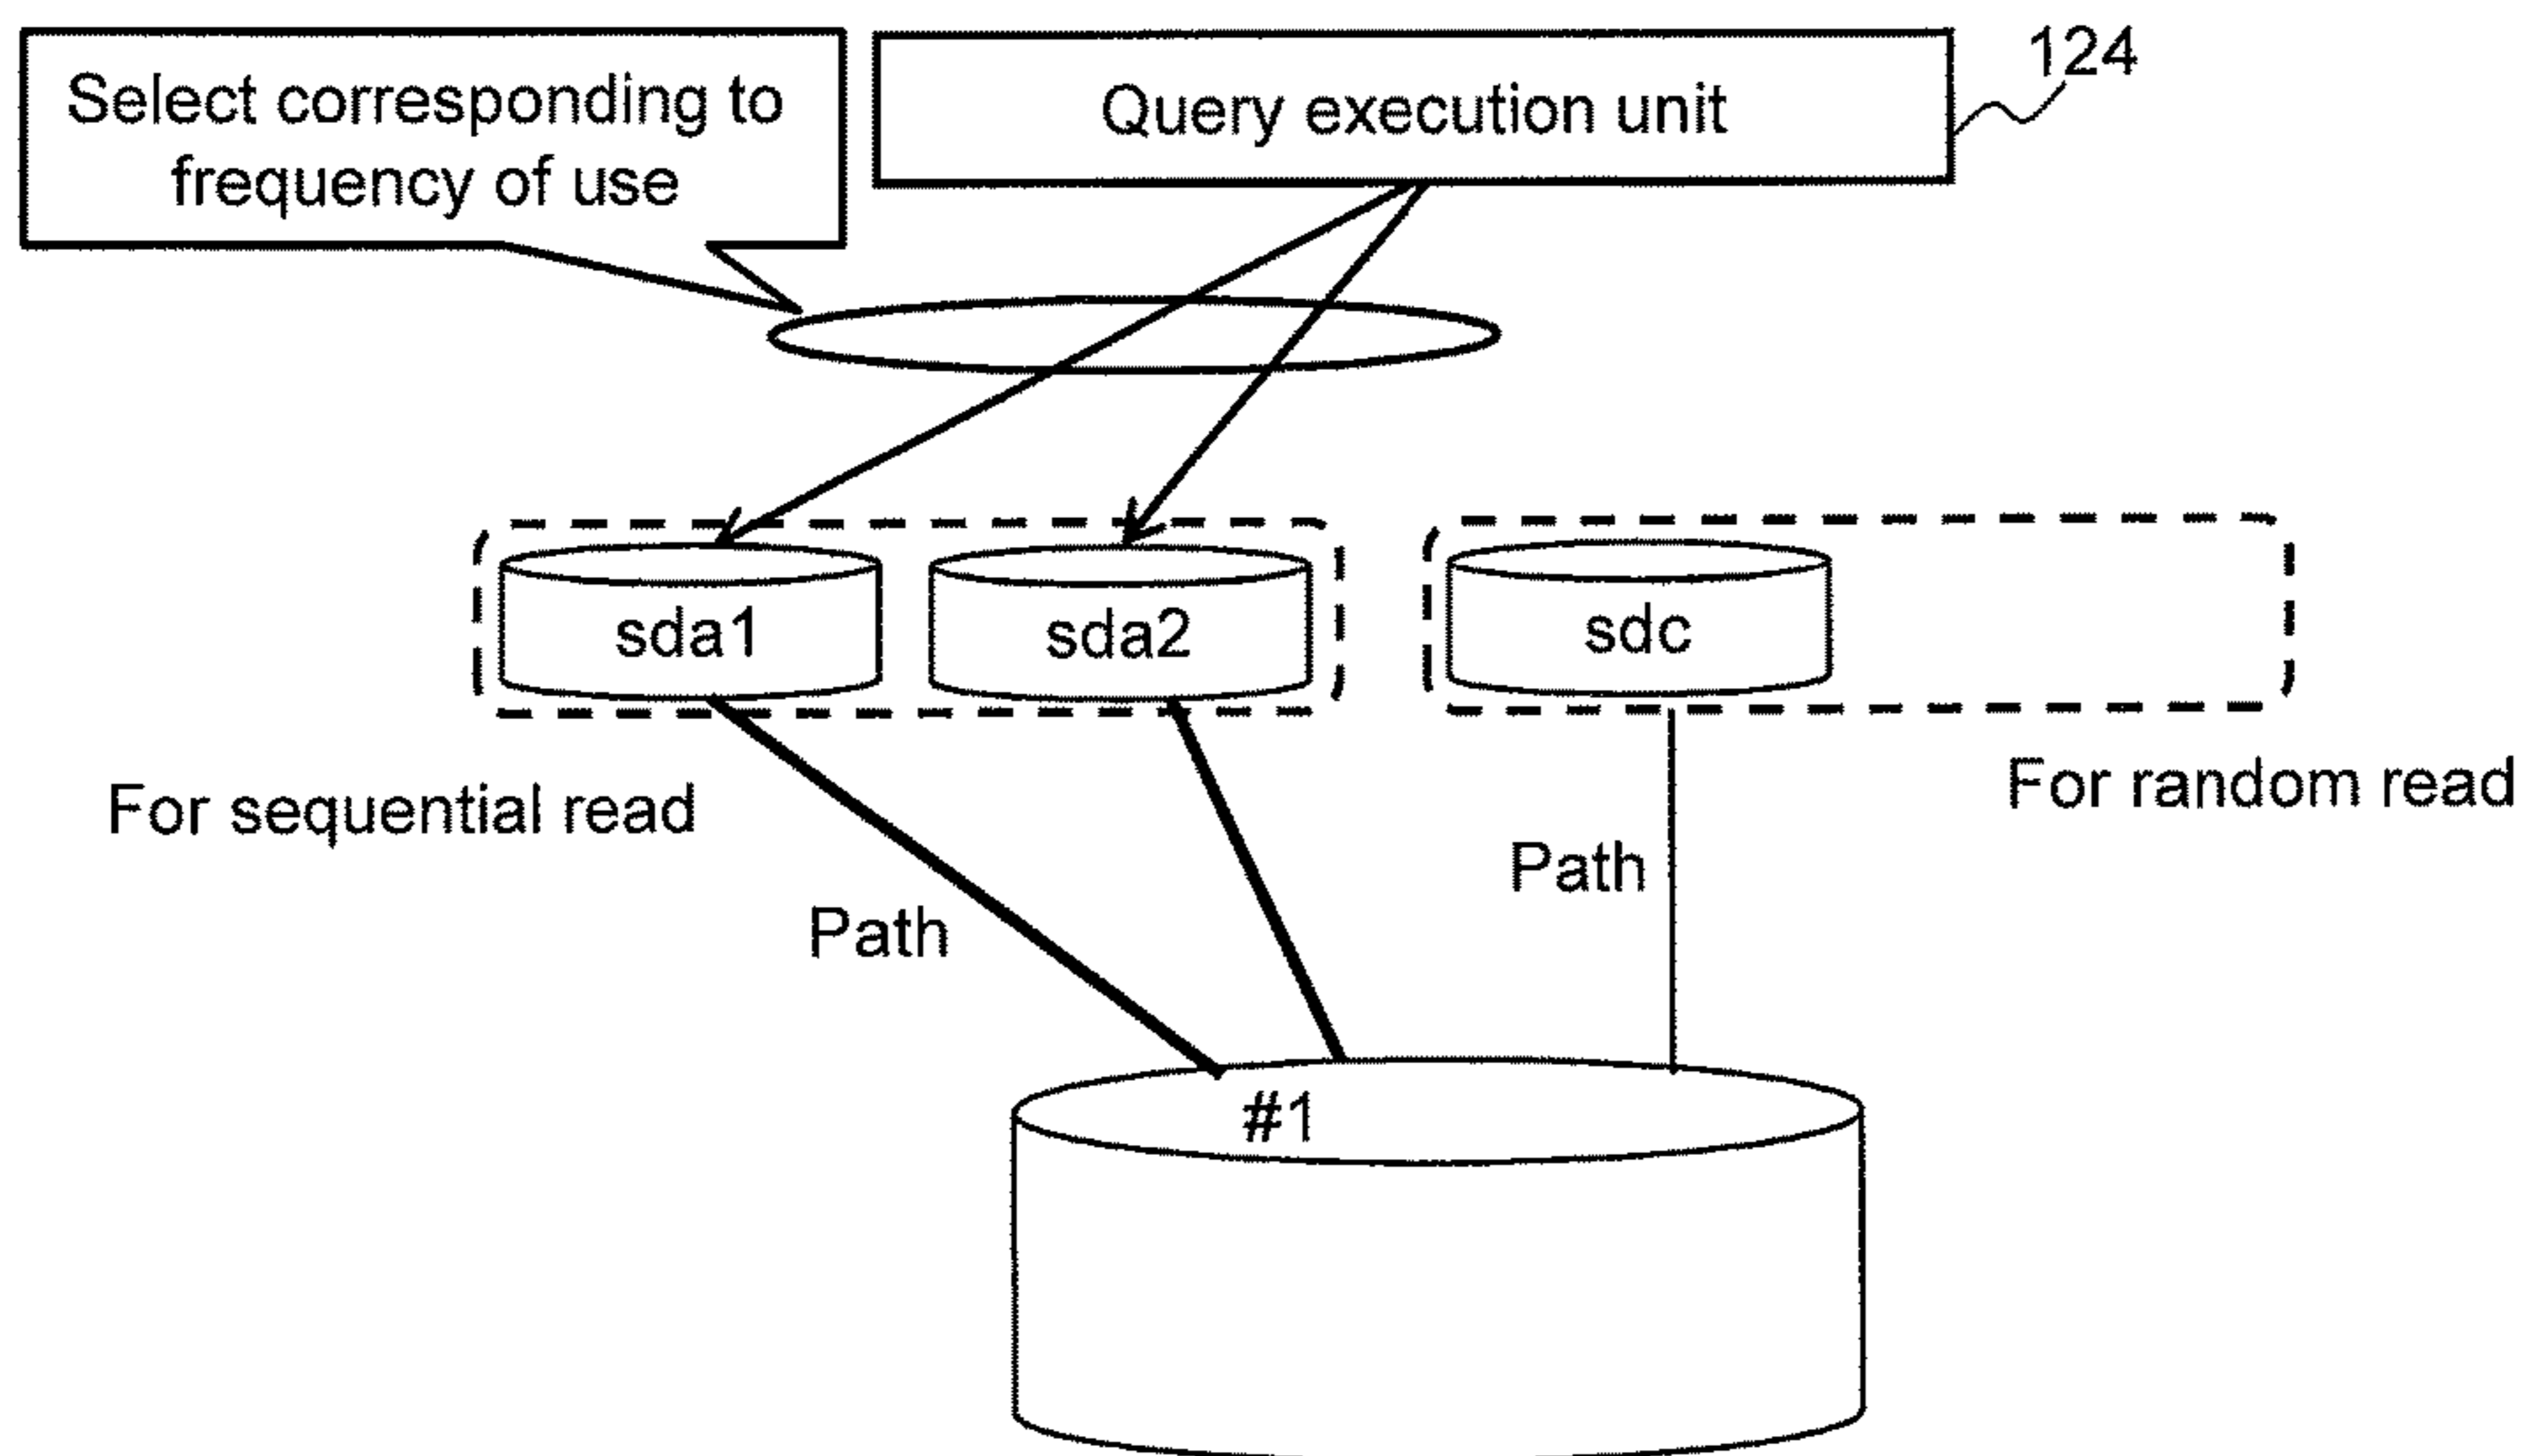 Select corresponding to
frequency of use
Query execution unit
124
sda1
sda2
sdc
For sequential read
For random read
Path
Path
#1